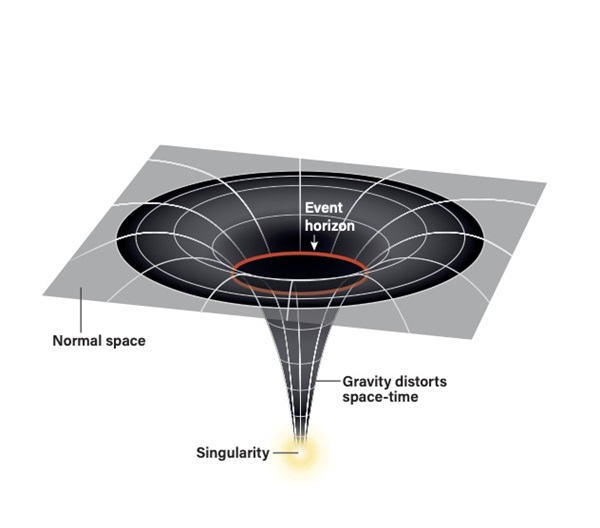 Event
horizon
Normal space
Gravity distorts
space-time
Singularity